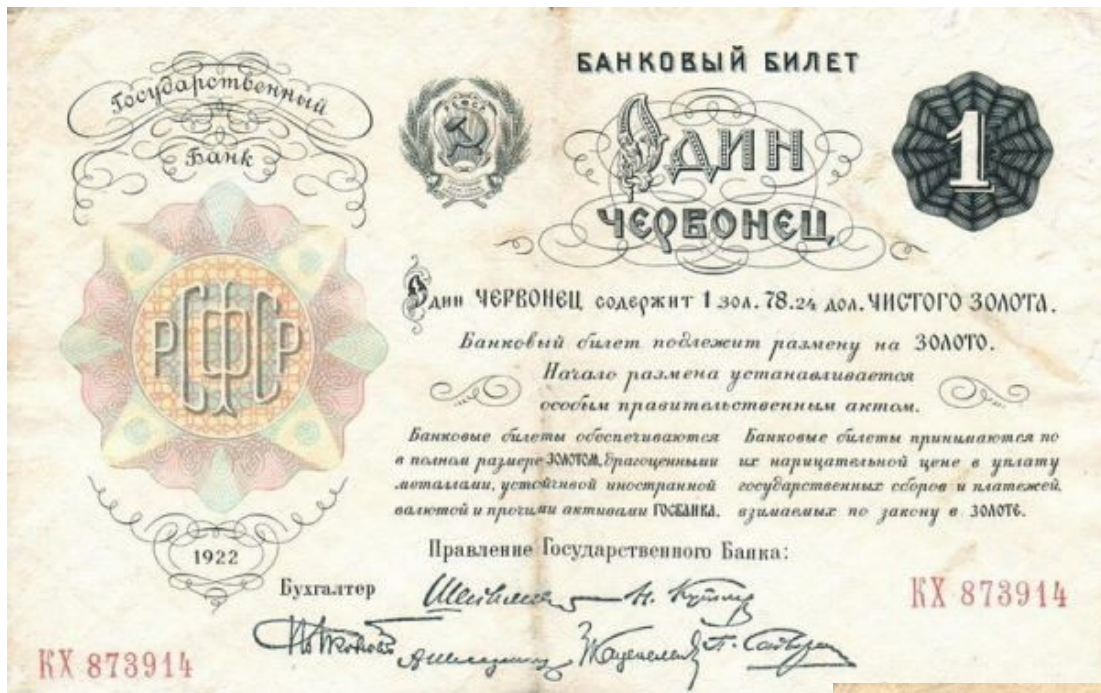 Государственный
Банк
РСФСР
БАНКОВЫЙ БИЛЕТ
ОДИН
ЧЕРВОНЕЦ
1
РСФСР
Один ЧЕРВОНЕЦ содержит 1 зол. 78.24 дол. ЧИСТОГО ЗОЛОТА.
Банковый билет подлежит размену на ЗОЛОТО.
Начало размена устанавливается
особым правительственным актом.
Банковые билеты обеспечиваются
в полном размере ЗОЛОТОМ, драгоценными
металлами, устойчивой иностранной
валютой и прочими активами ГОСБАНКА.
Банковые билеты принимаются по
их нарицательной цене в уплату
государственных сборов и платежей,
взимаемых по закону в ЗОЛОТЕ.
Правление Государственного Банка:
1922
Бухгалтер
КХ 873914
КХ 873914